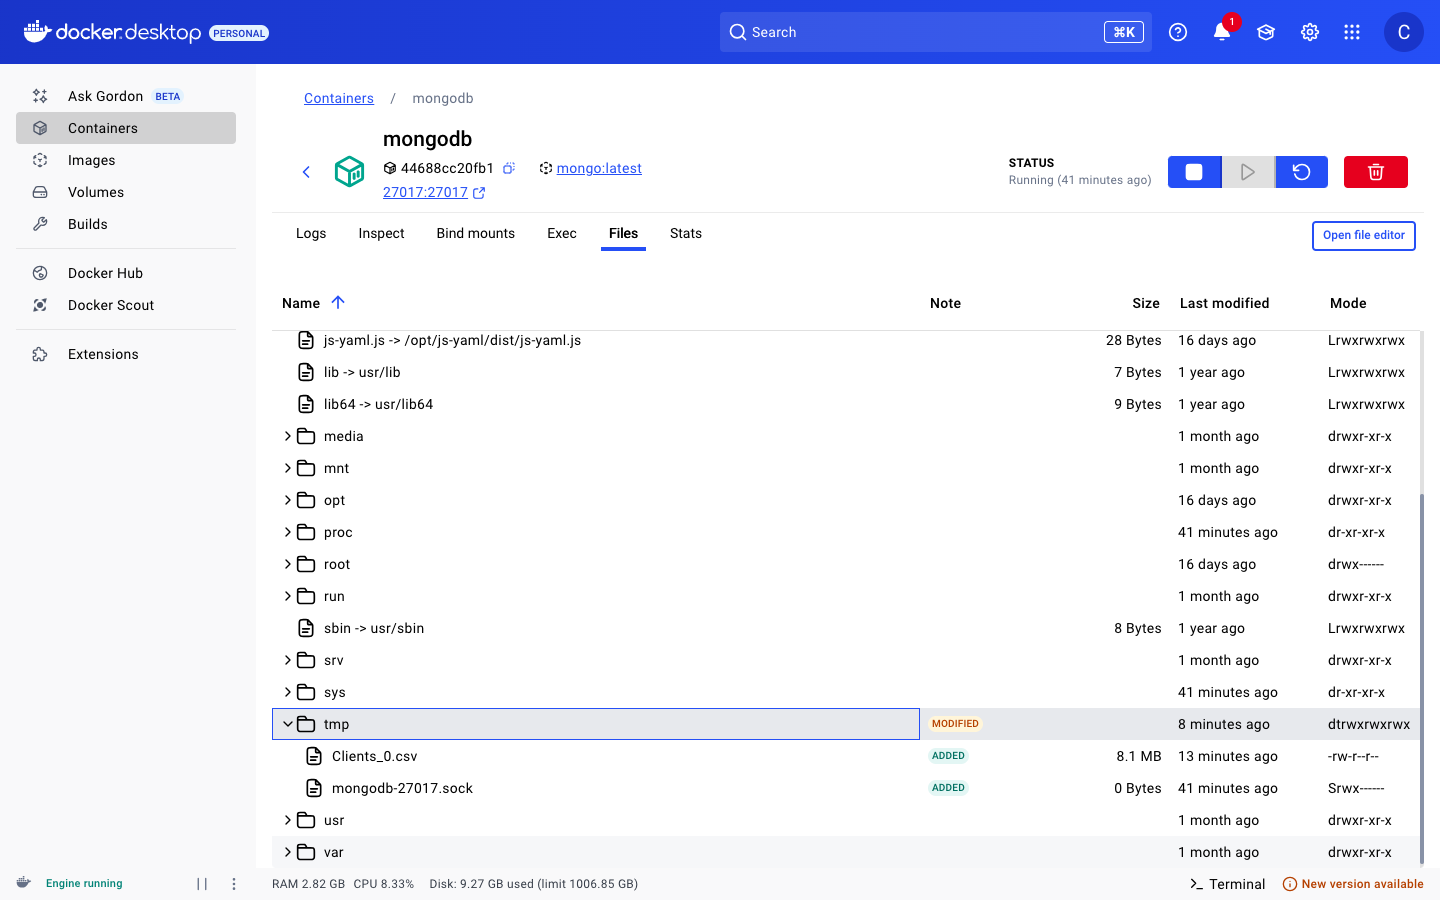 docker.desktop PERSONAL
Search ⌘K 1 C
Ask Gordon BETA
Containers
Images
Volumes
Builds
Docker Hub
Docker Scout
Extensions
Containers / mongodb
mongodb
44688cc20fb1 mongo:latest
27017:27017
STATUS
Running (41 minutes ago)
Logs Inspect Bind mounts Exec Files Stats Open file editor
Name Note Size Last modified Mode
js-yaml.js -> /opt/js-yaml/dist/js-yaml.js 28 Bytes 16 days ago Lrwxrwxrwx
lib -> usr/lib 7 Bytes 1 year ago Lrwxrwxrwx
lib64 -> usr/lib64 9 Bytes 1 year ago Lrwxrwxrwx
media 1 month ago drwxr-xr-x
mnt 1 month ago drwxr-xr-x
opt 16 days ago drwxr-xr-x
proc 41 minutes ago dr-xr-xr-x
root 16 days ago drwx------
run 1 month ago drwxr-xr-x
sbin -> usr/sbin 8 Bytes 1 year ago Lrwxrwxrwx
srv 1 month ago drwxr-xr-x
sys 41 minutes ago dr-xr-xr-x
tmp MODIFIED 8 minutes ago dtrwxrwxrwx
Clients_0.csv ADDED 8.1 MB 13 minutes ago -rw-r--r--
mongodb-27017.sock ADDED 0 Bytes 41 minutes ago Srwx------
usr 1 month ago drwxr-xr-x
var 1 month ago drwxr-xr-x
Engine running RAM 2.82 GB CPU 8.33% Disk: 9.27 GB used (limit 1006.85 GB) Terminal New version available